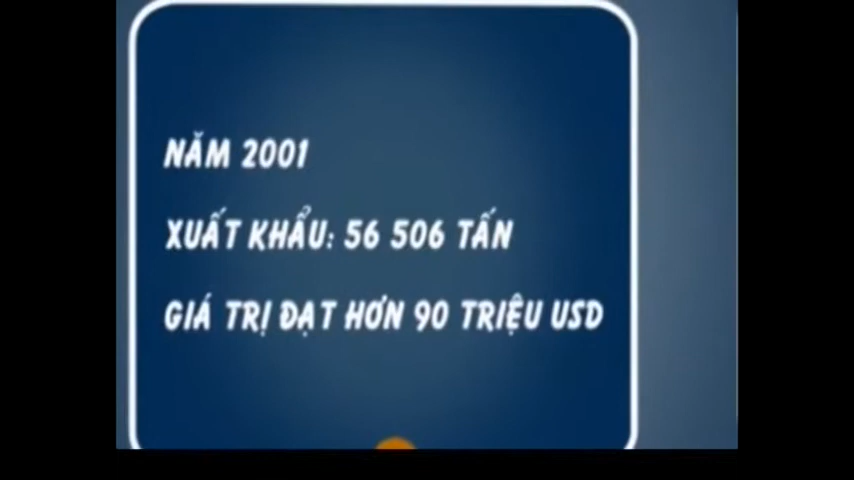 NĂM 2001
XUẤT KHẨU: 56 506 TẤN
GIÁ TRỊ ĐẠT HƠN 90 TRIỆU USD